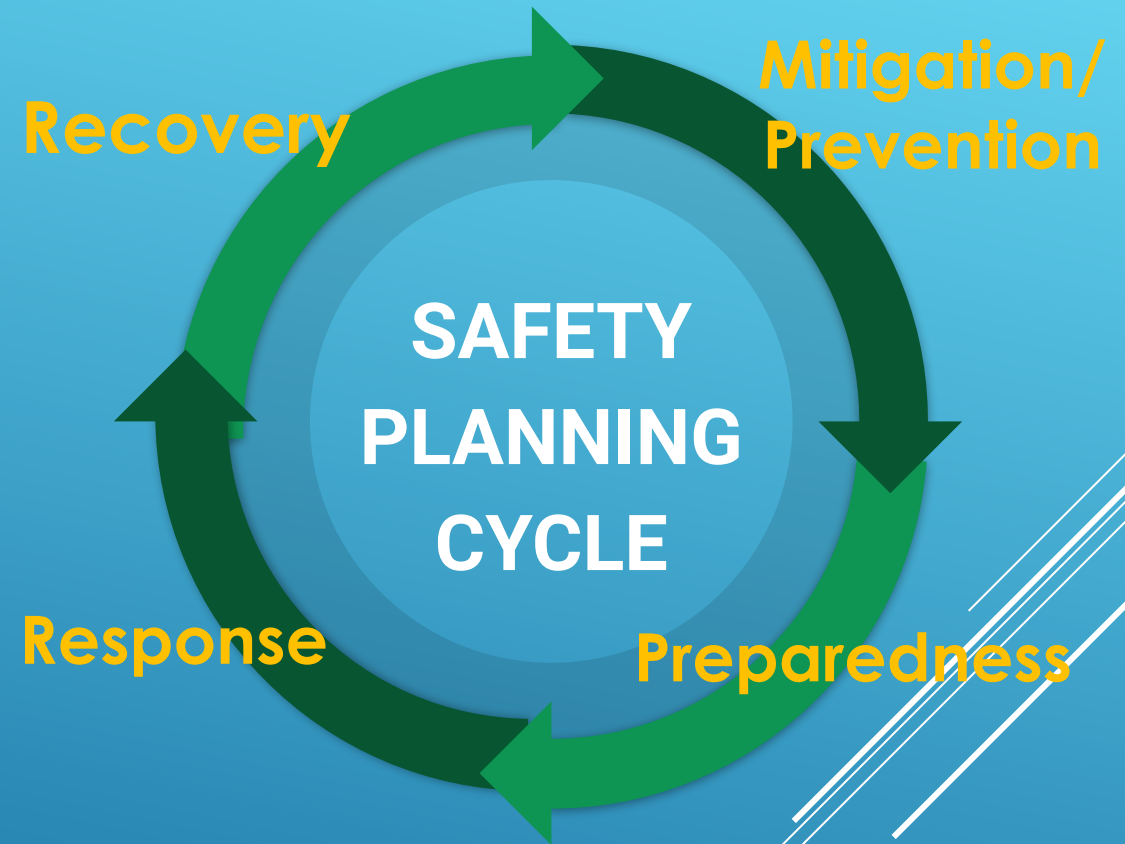 Mitigation/
Prevention
Recovery
SAFETY
PLANNING
CYCLE
Response
Preparedness